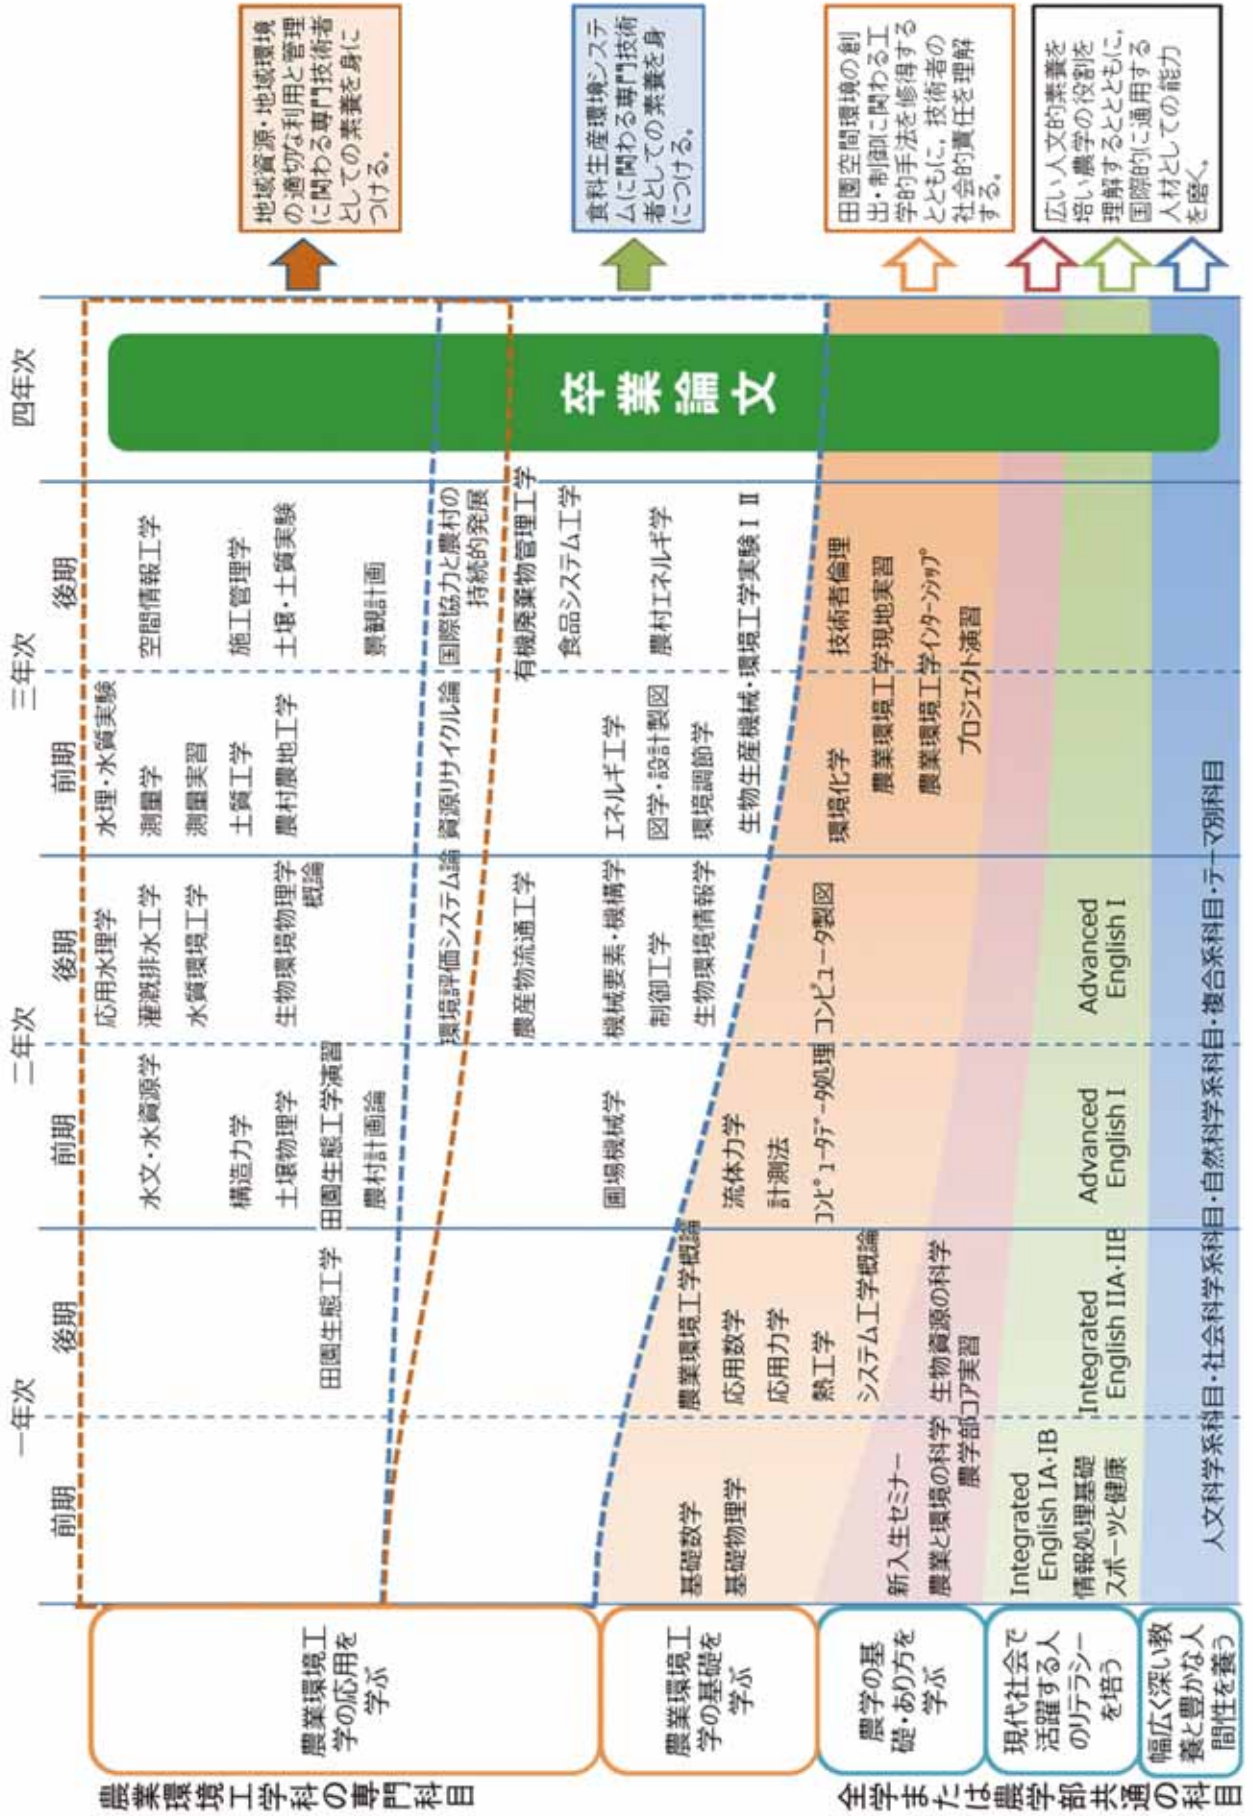 一年次
二年次
三年次
四年次
前期
後期
前期
後期
前期
後期
農業環境工学科の専門科目
農業環境工
学の応用を
学ぶ
農業環境工
学の基礎を
学ぶ
全学または農学部共通の科目
農学の基
礎・あり方を
学ぶ
現代社会で
活躍する人
のリテラシー
を培う
幅広く深い教
養と豊かな人
間性を養う
水理・水質実験
応用水理学
水文・水資源学
灌漑排水工学
測量学
空間情報工学
水質環境工学
測量実習
構造力学
土質工学
施工管理学
土壌物理学
生物環境物理学
概論
農村農地工学
土壌・土質実験
田園生態工学
田園生態工学演習
農村計画論
景観計画
環境評価システム論
資源リサイクル論
国際協力と農村の
持続的発展
農産物流通工学
有機廃棄物管理工学
食品システム工学
圃場機械学
機械要素・機構学
エネルギ工学
制御工学
図学・設計製図
農村エネルギ学
生物環境情報学
環境調節学
生物生産機械・環境工学実験ⅠⅡ
基礎数学
農業環境工学概論
基礎物理学
応用数学
流体力学
応用力学
計測法
熱工学
コンピュータデータ処理
コンピュータ製図
環境化学
技術者倫理
システム工学概論
農業環境工学現地実習
農業環境工学インターンシップ
プロジェクト演習
新入生セミナー
農業と環境の科学
生物資源の科学
農学部コア実習
Integrated
English IA・IB
情報処理基礎
スポーツと健康
Integrated
English IIA・IIB
Advanced
English I
Advanced
English I
人文科学系科目・社会科学系科目・自然科学系科目・複合系科目・テーマ別科目
卒業論文
地域資源・地域環境
の適切な利用と管理
に関わる専門技術者
としての素養を身に
つける。
食料生産環境システ
ムに関わる専門技術
者としての素養を身
につける。
田園空間環境の創
出・制御に関わる工
学的手法を修得する
とともに，技術者の
社会的責任を理解
する。
広い人文的素養を
培い農学の役割を
理解するととともに，
国際的に通用する
人材としての能力
を磨く。